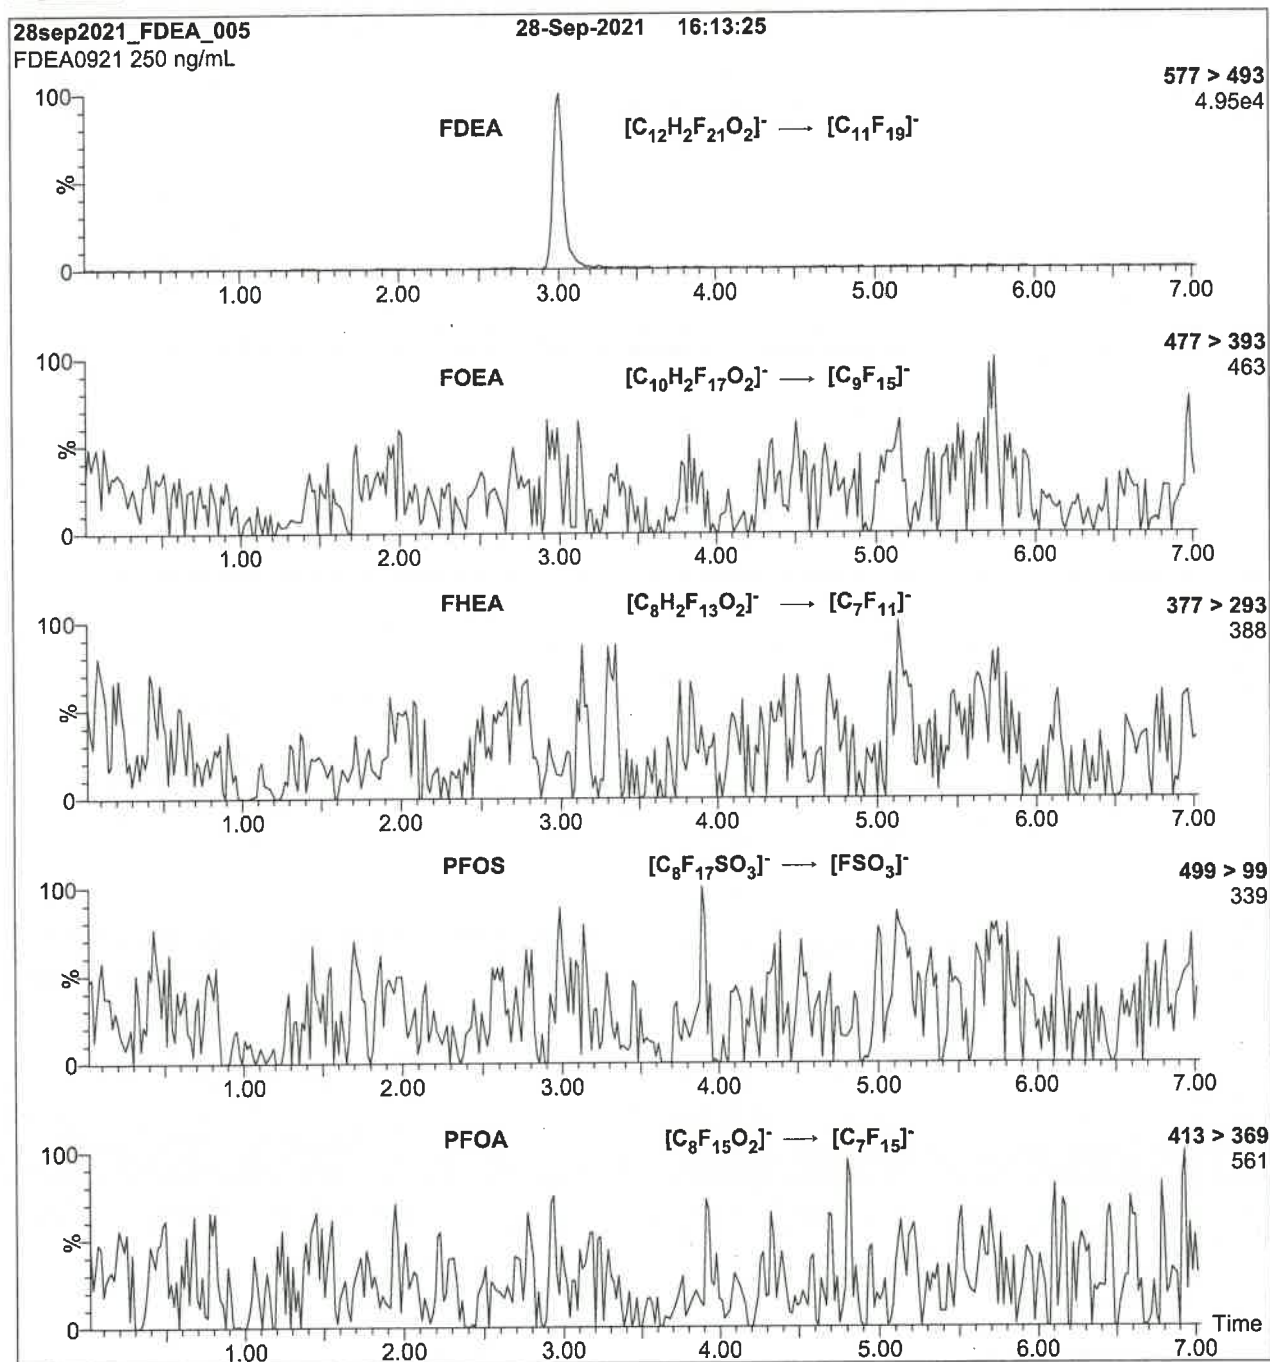 28sep2021_FDEA_005 28-Sep-2021 16:13:25
FDEA0921 250 ng/mL
577 > 493
4.95e4
FDEA [C₁₂H₂F₂₁O₂]⁻ → [C₁₁F₁₉]⁻
100
%
0
1.00 2.00 3.00 4.00 5.00 6.00 7.00
477 > 393
463
FOEA [C₁₀H₂F₁₇O₂]⁻ → [C₉F₁₅]⁻
100
%
0
1.00 2.00 3.00 4.00 5.00 6.00 7.00
FHEA [C₈H₂F₁₃O₂]⁻ → [C₇F₁₁]⁻ 377 > 293
388
100
%
0
1.00 2.00 3.00 4.00 5.00 6.00 7.00
PFOS [C₈F₁₇SO₃]⁻ → [FSO₃]⁻ 499 > 99
339
100
%
0
1.00 2.00 3.00 4.00 5.00 6.00 7.00
PFOA [C₈F₁₅O₂]⁻ → [C₇F₁₅]⁻ 413 > 369
561
100
%
0 Time
1.00 2.00 3.00 4.00 5.00 6.00 7.00